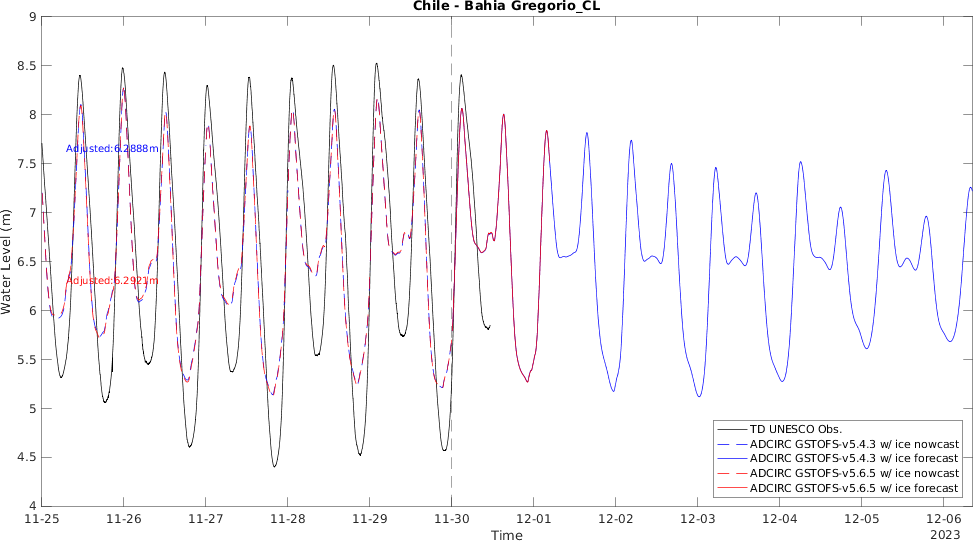 Chile - Bahia Gregorio_CL
Water Level (m)
9
8.5
8
7.5
7
6.5
6
5.5
5
4.5
4
Adjusted:6.2888m
Adjusted:6.2921m
TD UNESCO Obs.
ADCIRC GSTOFS-v5.4.3 w/ ice nowcast
ADCIRC GSTOFS-v5.4.3 w/ ice forecast
ADCIRC GSTOFS-v5.6.5 w/ ice nowcast
ADCIRC GSTOFS-v5.6.5 w/ ice forecast
11-25 11-26 11-27 11-28 11-29 11-30 12-01 12-02 12-03 12-04 12-05 12-06
2023
Time